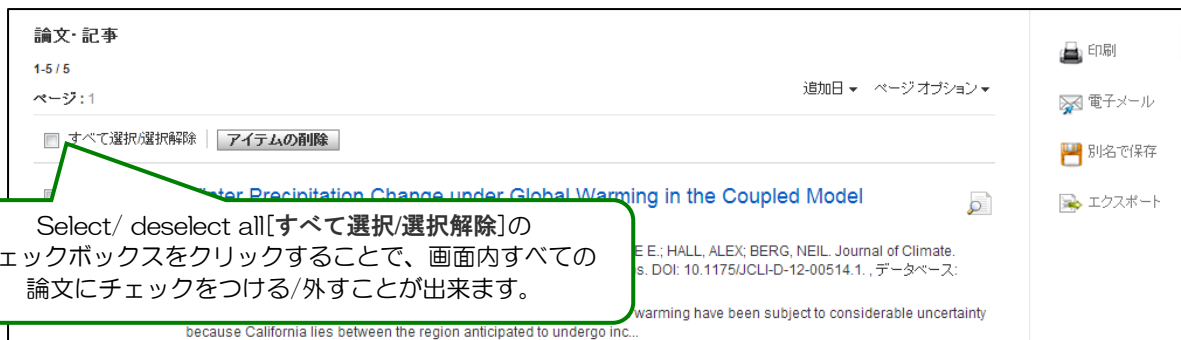 論文・記事
1-5 / 5
ページ : 1
追加日 ページ オプション
すべて選択/選択解除 アイテムの削除
Precipitation Change under Global Warming in the Coupled Model
Select/ deselect all[すべて選択/選択解除]の
ェックボックスをクリックすることで、画面内すべての
論文にチェックをつける/外すことが出来ます。
E E.; HALL, ALEX; BERG, NEIL. Journal of Climate.
s. DOI: 10.1175/JCLI-D-12-00514.1. , データベース:
warming have been subject to considerable uncertainty
because California lies between the region anticipated to undergo inc...
印刷
電子メール
別名で保存
エクスポート